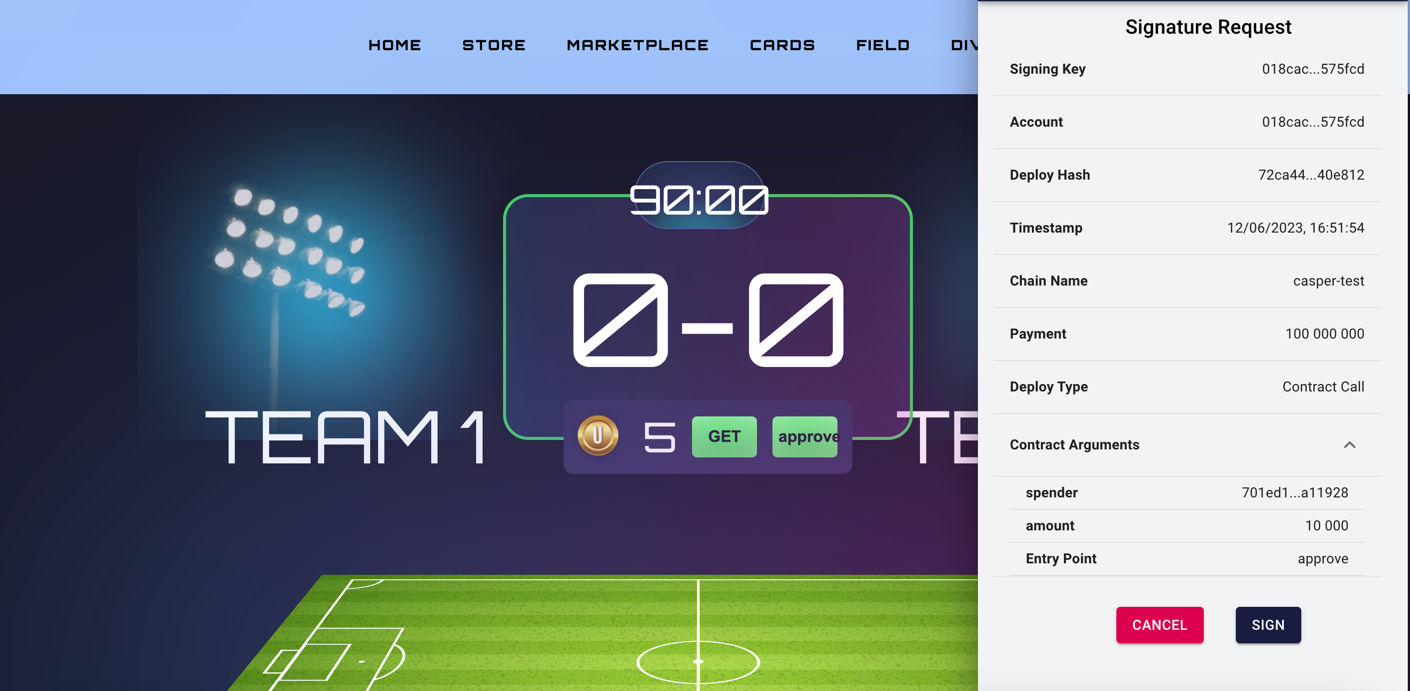 HOME STORE MARKETPLACE CARDS FIELD DIV
90:00
0-0
TEAM 1
U 5 GET approve
TE
Signature Request
Signing Key 018cac...575fcd
Account 018cac...575fcd
Deploy Hash 72ca44...40e812
Timestamp 12/06/2023, 16:51:54
Chain Name casper-test
Payment 100 000 000
Deploy Type Contract Call
Contract Arguments
spender 701ed1...a11928
amount 10 000
Entry Point approve
CANCEL SIGN